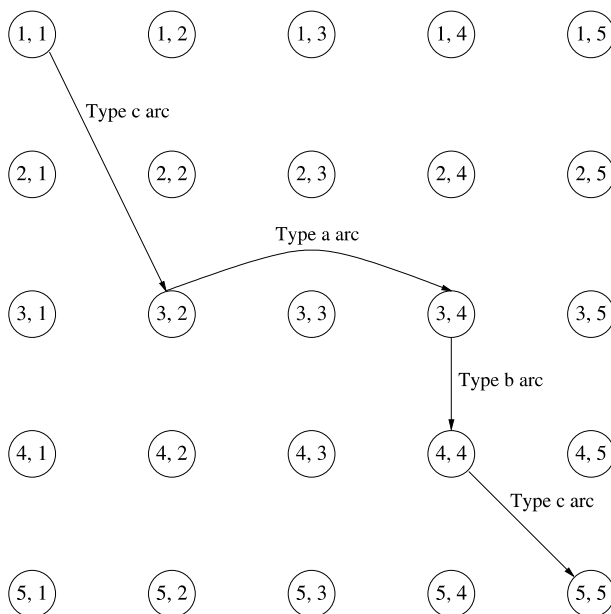 1, 1 1, 2 1, 3 1, 4 1, 5
Type c arc
2, 1 2, 2 2, 3 2, 4 2, 5
Type a arc
3, 1 3, 2 3, 3 3, 4 3, 5
Type b arc
4, 1 4, 2 4, 3 4, 4 4, 5
Type c arc
5, 1 5, 2 5, 3 5, 4 5, 5